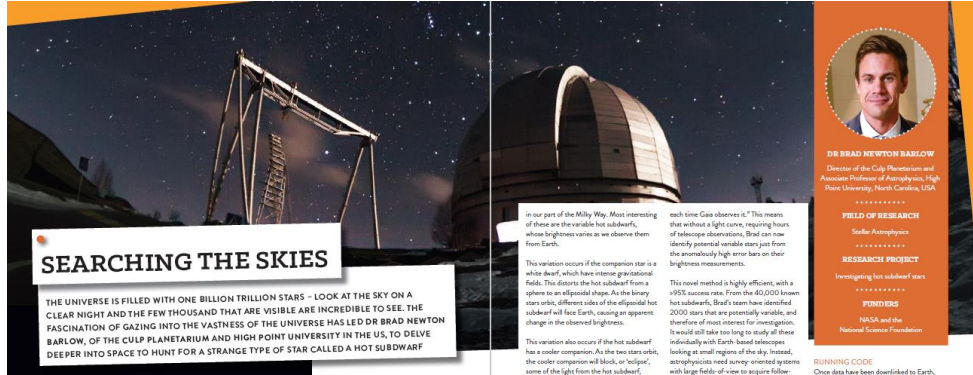 SEARCHING THE SKIES
THE UNIVERSE IS FILLED WITH ONE BILLION TRILLION STARS – LOOK AT THE SKY ON A
CLEAR NIGHT AND THE FEW THOUSAND THAT ARE VISIBLE ARE INCREDIBLE TO SEE. THE
FASCINATION OF GAZING INTO THE VASTNESS OF THE UNIVERSE HAS LED DR BRAD NEWTON
BARLOW, OF THE CULP PLANETARIUM AND HIGH POINT UNIVERSITY IN THE US, TO DELVE
DEEPER INTO SPACE TO HUNT FOR A STRANGE TYPE OF STAR CALLED A HOT SUBDWARF
in our part of the Milky Way. Most interesting
of these are the variable hot subdwarfs,
whose brightness varies as we observe them
from Earth.
This variation occurs if the companion star is a
white dwarf, which have intense gravitational
fields. This distorts the hot subdwarf from a
sphere to an ellipsoidal shape. As the binary
stars orbit, different sides of the ellipsoidal hot
subdwarf will face Earth, causing an apparent
change in the observed brightness.
This variation also occurs if the hot subdwarf
has a cooler companion. As the two stars orbit,
the cooler companion will block, or 'eclipse',
some of the light from the hot subdwarf,
each time Gaia observes it." This means
that without a light curve, requiring hours
of telescope observations, Brad can now
identify potential variable stars just from
the anomalously high error bars on their
brightness measurements.
This novel method is highly efficient, with a
>95% success rate. From the 40,000 known
hot subdwarfs, Brad's team have identified
2000 stars that are potentially variable, and
therefore of most interest for investigation.
It would still take too long to study all these
individually with Earth-based telescopes
looking at small regions of the sky. Instead,
astrophysicists need survey-oriented systems
with large fields-of-view to acquire follow-
DR BRAD NEWTON BARLOW
Director of the Culp Planetarium and
Associate Professor of Astrophysics, High
Point University, North Carolina, USA
FIELD OF RESEARCH
Stellar Astrophysics
RESEARCH PROJECT
Investigating hot subdwarf stars
FUNDERS
NASA and the
National Science Foundation
RUNNING CODE
Once data have been downlinked to Earth,